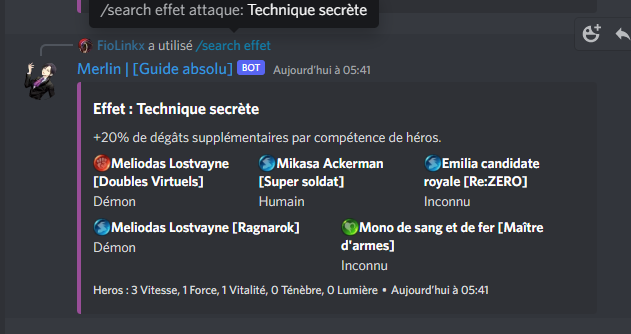 /search effet attaque: Technique secrète
FioLinkx a utilisé /search effet
Merlin | [Guide absolu] BOT Aujourd'hui à 05:41
Effet : Technique secrète
+20% de dégâts supplémentaires par compétence de héros.
Meliodas Lostvayne
[Doubles Virtuels]
Démon
Mikasa Ackerman
[Super soldat]
Humain
Emilia candidate
royale [Re:ZERO]
Inconnu
Meliodas Lostvayne [Ragnarok]
Démon
Mono de sang et de fer [Maître
d'armes]
Inconnu
Heros : 3 Vitesse, 1 Force, 1 Vitalité, 0 Ténèbre, 0 Lumière • Aujourd'hui à 05:41